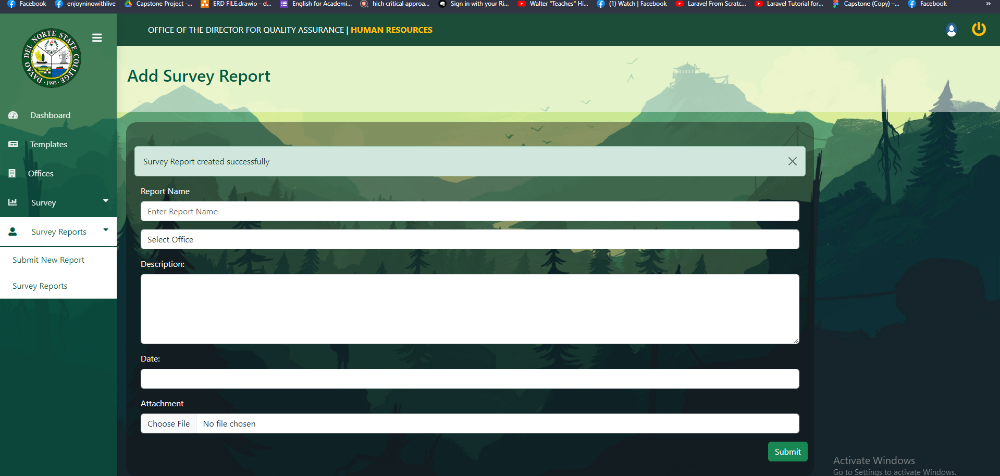 Facebook
enjoyninowithlive
Capstone Project -...
ERD FILE.drawio - d...
English for Academi...
hich critical approa...
Sign in with your Ri...
Walter "Teaches" Hi...
(1) Watch | Facebook
Laravel From Scratc...
Laravel Tutorial for...
Capstone (Copy) –...
Facebook
»
DAVAO DEL NORTE STATE COLLEGE
· 1995 ·
OFFICE OF THE DIRECTOR FOR QUALITY ASSURANCE | HUMAN RESOURCES
Dashboard
Templates
Offices
Survey
Survey Reports
Submit New Report
Survey Reports
Add Survey Report
Survey Report created successfully
Report Name
Enter Report Name
Select Office
Description:
Date:
Attachment
Choose File
No file chosen
Submit
Activate Windows
Go to Settings to activate Windows.